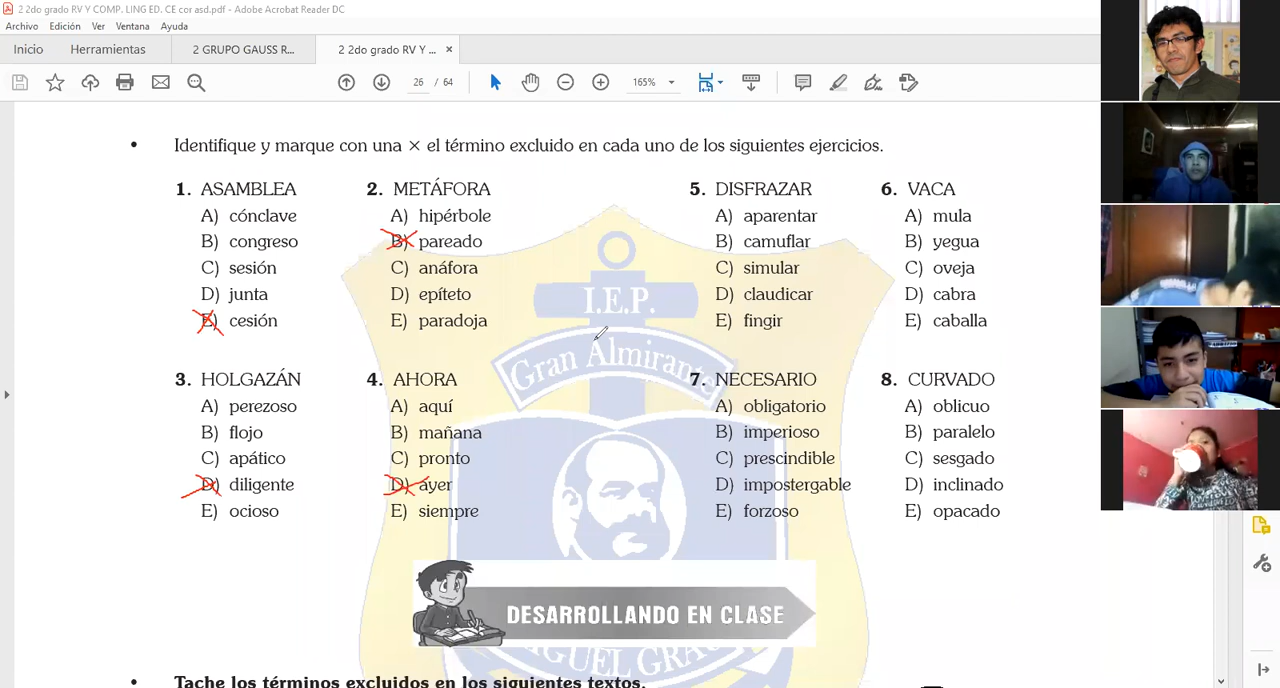 2 2do grado RV Y COMP. LING ED. CE cor asd.pdf - Adobe Acrobat Reader DC
Archivo Edición Ver Ventana Ayuda
Inicio Herramientas 2 GRUPO GAUSS R... 2 2do grado RV Y ... ×
26 / 64 165%
• Identifique y marque con una × el término excluido en cada uno de los siguientes ejercicios.
1. ASAMBLEA
A) cónclave
B) congreso
C) sesión
D) junta
E) cesión
2. METÁFORA
A) hipérbole
B) pareado
C) anáfora
D) epíteto
E) paradoja
3. HOLGAZÁN
A) perezoso
B) flojo
C) apático
D) diligente
E) ocioso
4. AHORA
A) aquí
B) mañana
C) pronto
D) ayer
E) siempre
5. DISFRAZAR
A) aparentar
B) camuflar
C) simular
D) claudicar
E) fingir
6. VACA
A) mula
B) yegua
C) oveja
D) cabra
E) caballa
7. NECESARIO
A) obligatorio
B) imperioso
C) prescindible
D) impostergable
E) forzoso
8. CURVADO
A) oblicuo
B) paralelo
C) sesgado
D) inclinado
E) opacado
I.E.P.
Gran Almirante
DESARROLLANDO EN CLASE
MIGUEL GRAU
• Tache los términos excluidos en los siguientes textos.